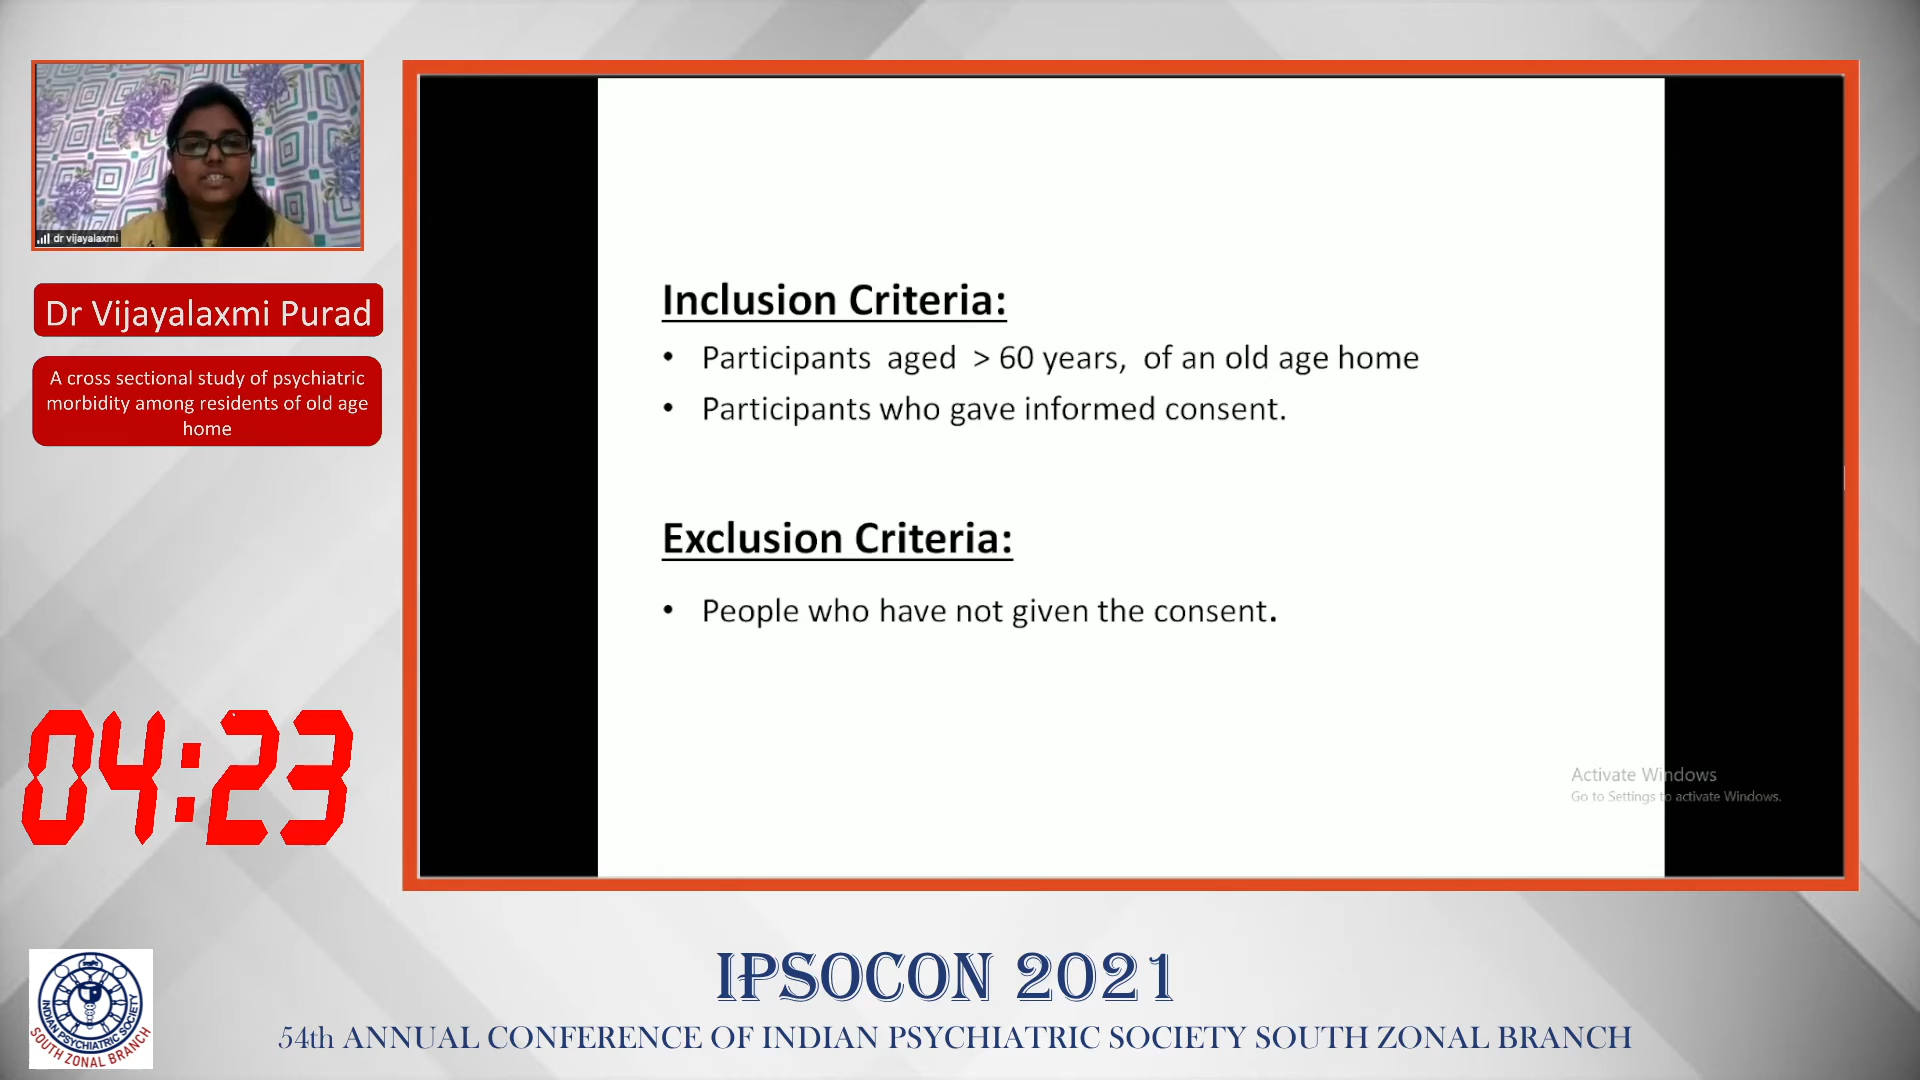 dr vijayalaxmi
Dr Vijayalaxmi Purad
A cross sectional study of psychiatric
morbidity among residents of old age
home
04:23
Inclusion Criteria:
• Participants aged > 60 years, of an old age home
• Participants who gave informed consent.
Exclusion Criteria:
• People who have not given the consent.
Activate Windows
Go to Settings to activate Windows.
INDIAN PSYCHIATRIC SOCIETY
SOUTH ZONAL BRANCH
IPSOCON 2021
54th ANNUAL CONFERENCE OF INDIAN PSYCHIATRIC SOCIETY SOUTH ZONAL BRANCH